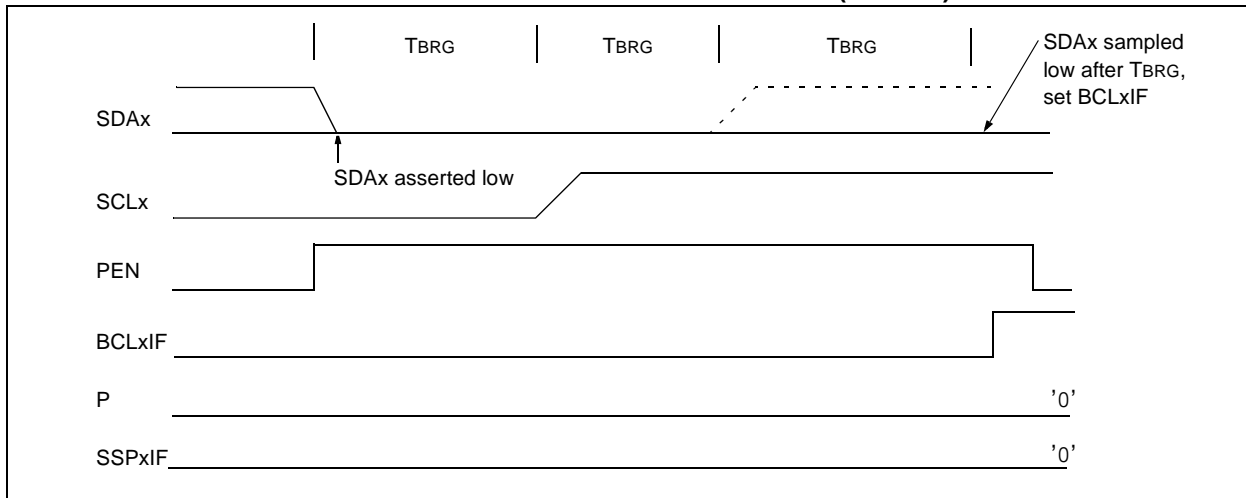 TBRG TBRG TBRG
SDAx sampled
low after TBRG,
set BCLxIF
SDAx
SDAx asserted low
SCLx
PEN
BCLxIF
P '0'
SSPxIF '0'